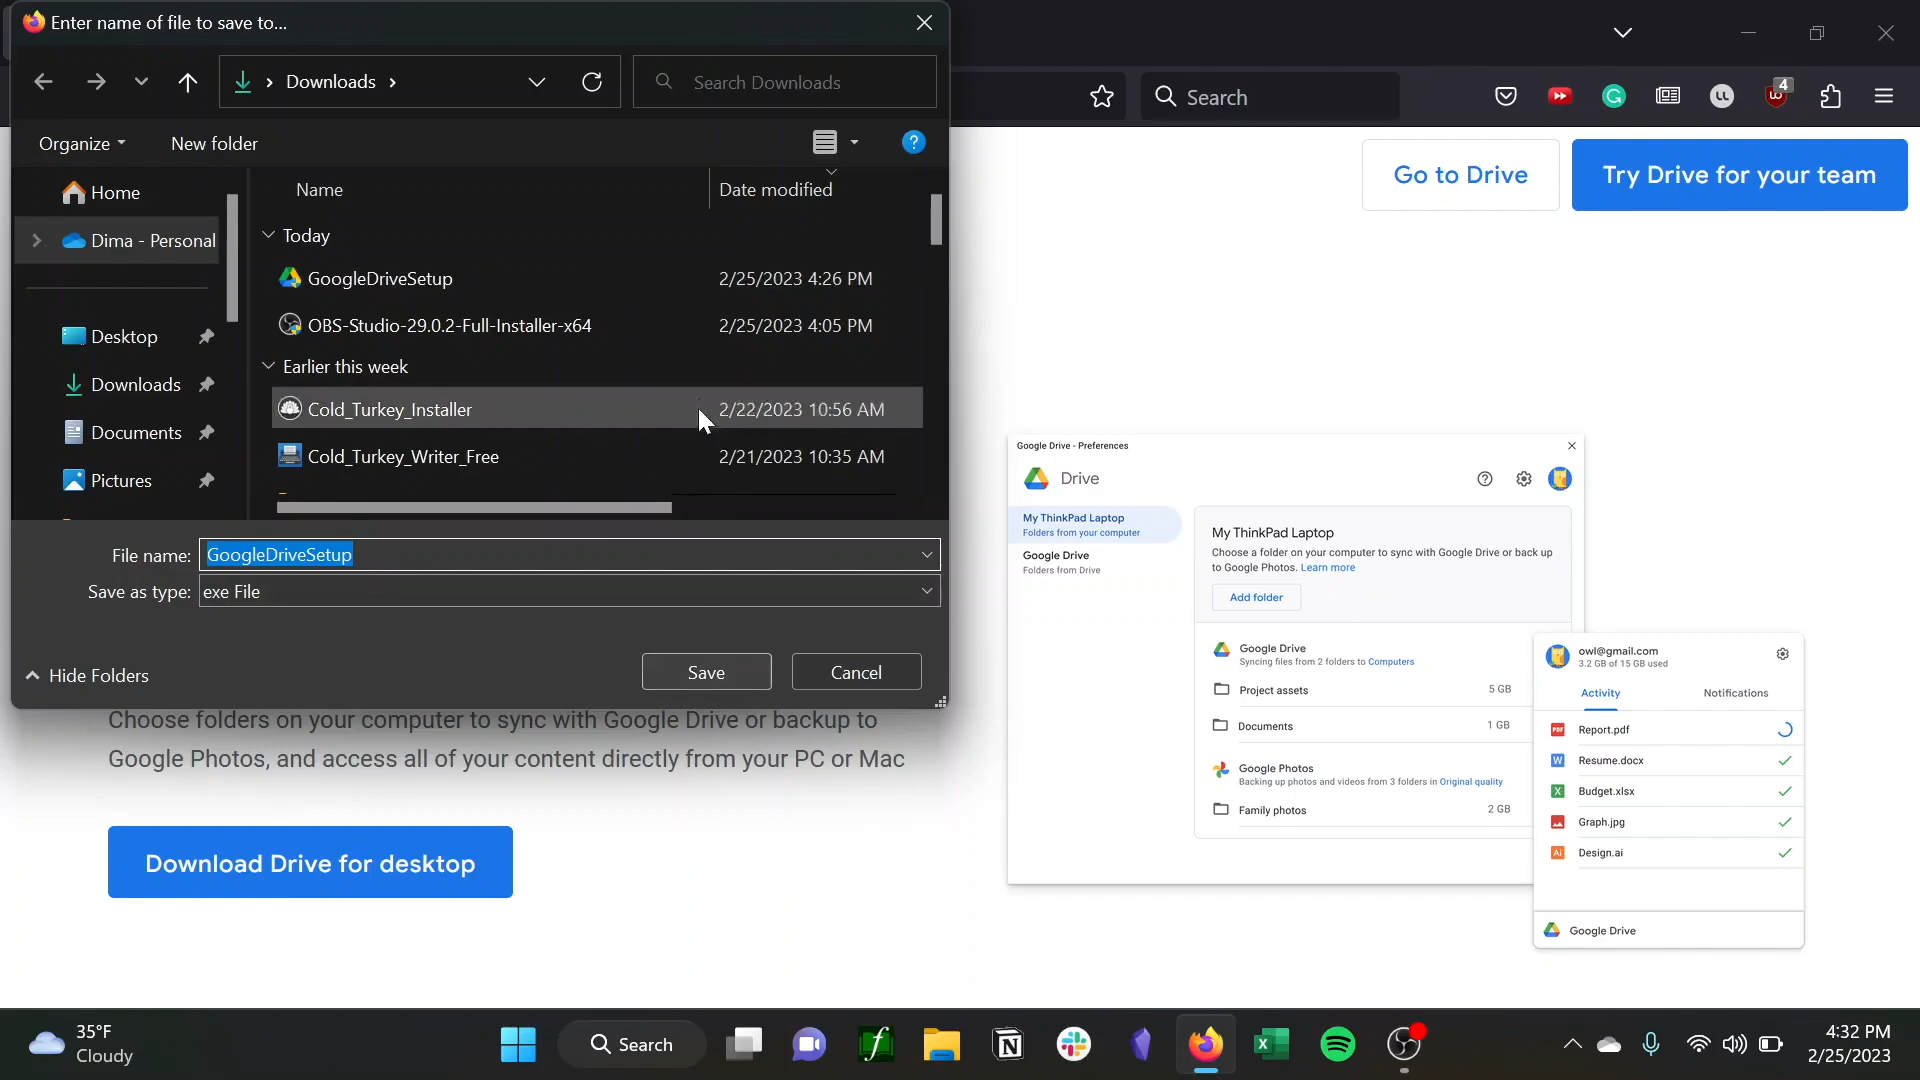 Enter name of file to save to...
Downloads
Search Downloads
Organize
New folder
?
Home
Dima - Personal
Desktop
Downloads
Documents
Pictures
Name
Date modified
Today
GoogleDriveSetup 2/25/2023 4:26 PM
OBS-Studio-29.0.2-Full-Installer-x64 2/25/2023 4:05 PM
Earlier this week
Cold_Turkey_Installer 2/22/2023 10:56 AM
Cold_Turkey_Writer_Free 2/21/2023 10:35 AM
File name: GoogleDriveSetup
Save as type: exe File
Hide Folders
Save
Cancel
Search
4
Go to Drive
Try Drive for your team
Choose folders on your computer to sync with Google Drive or backup to
Google Photos, and access all of your content directly from your PC or Mac
Download Drive for desktop
Google Drive - Preferences
Drive
My ThinkPad Laptop
Folders from your computer
Google Drive
Folders from Drive
My ThinkPad Laptop
Choose a folder on your computer to sync with Google Drive or back up
to Google Photos. Learn more
Add folder
Google Drive
Syncing files from 2 folders to Computers
Project assets 5 GB
Documents 1 GB
Google Photos
Backing up photos and videos from 3 folders in Original quality
Family photos 2 GB
owl@gmail.com
3.2 GB of 15 GB used
Activity
Notifications
Report.pdf
Resume.docx
Budget.xlsx
Graph.jpg
Design.ai
Google Drive
35°F
Cloudy
Search
4:32 PM
2/25/2023